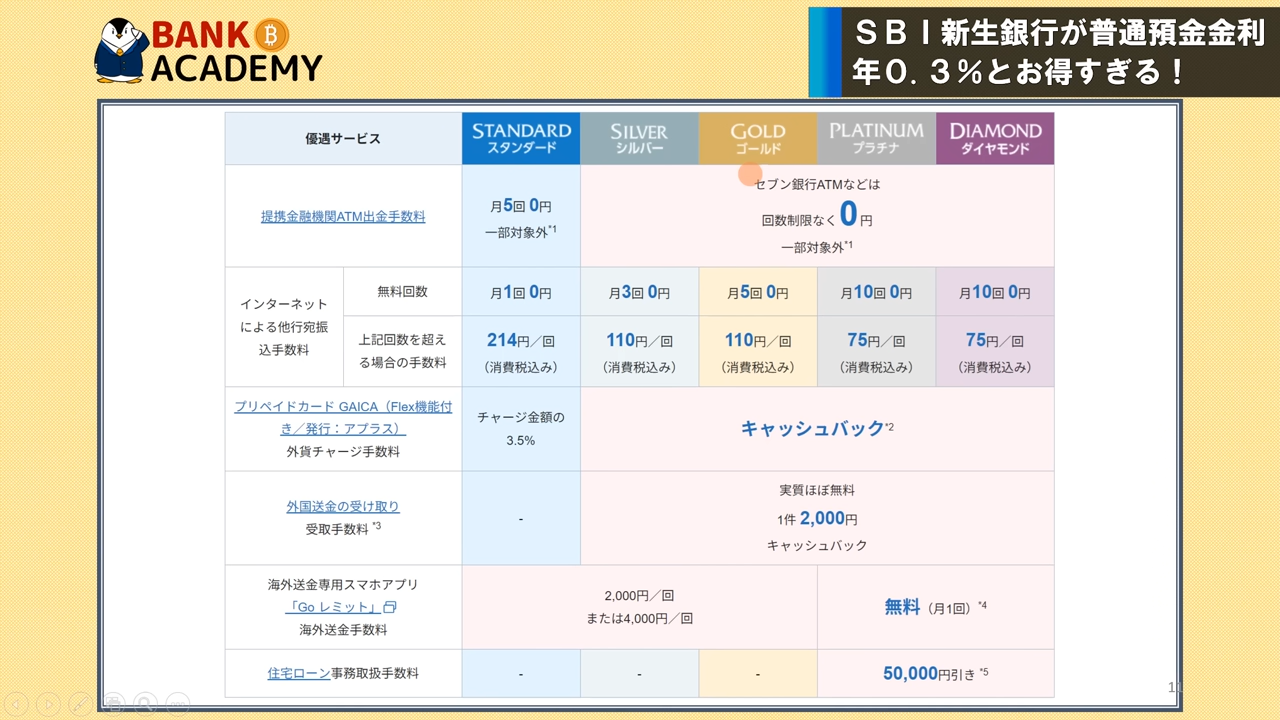 BANK
ACADEMY
SBI新生銀行が普通預金金利
年0.3%とお得すぎる!
優遇サービス
STANDARD
スタンダード
SILVER
シルバー
GOLD
ゴールド
PLATINUM
プラチナ
DIAMOND
ダイヤモンド
提携金融機関ATM出金手数料
月5回 0円
一部対象外*1
セブン銀行ATMなどは
回数制限なく0円
一部対象外*1
インターネット
による他行宛振
込手数料
無料回数
月1回 0円
月3回 0円
月5回 0円
月10回 0円
月10回 0円
上記回数を超え
る場合の手数料
214円/回
(消費税込み)
110円/回
(消費税込み)
110円/回
(消費税込み)
75円/回
(消費税込み)
75円/回
(消費税込み)
プリペイドカード GAICA(Flex機能付
き/発行:アプラス)
外貨チャージ手数料
チャージ金額の
3.5%
キャッシュバック*2
外国送金の受け取り
受取手数料 *3
-
実質ほぼ無料
1件 2,000円
キャッシュバック
海外送金専用スマホアプリ
「Go レミット」
海外送金手数料
2,000円/回
または4,000円/回
無料(月1回)*4
住宅ローン事務取扱手数料
-
-
-
50,000円引き *5
11